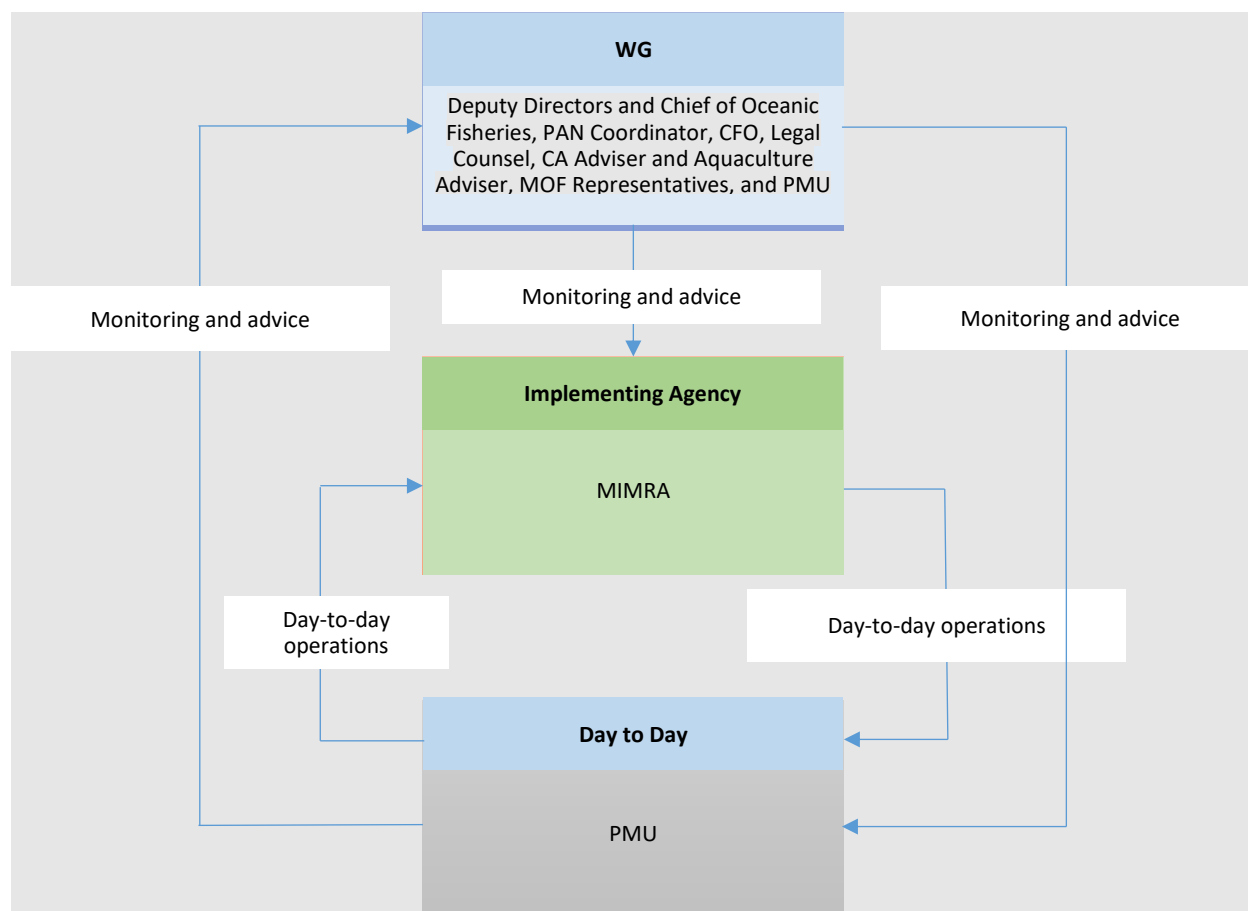 WG
Deputy Directors and Chief of Oceanic
Fisheries, PAN Coordinator, CFO, Legal
Counsel, CA Adviser and Aquaculture
Adviser, MOF Representatives, and PMU
Monitoring and advice
Monitoring and advice
Monitoring and advice
Implementing Agency
MIMRA
Day-to-day
operations
Day-to-day operations
Day to Day
PMU